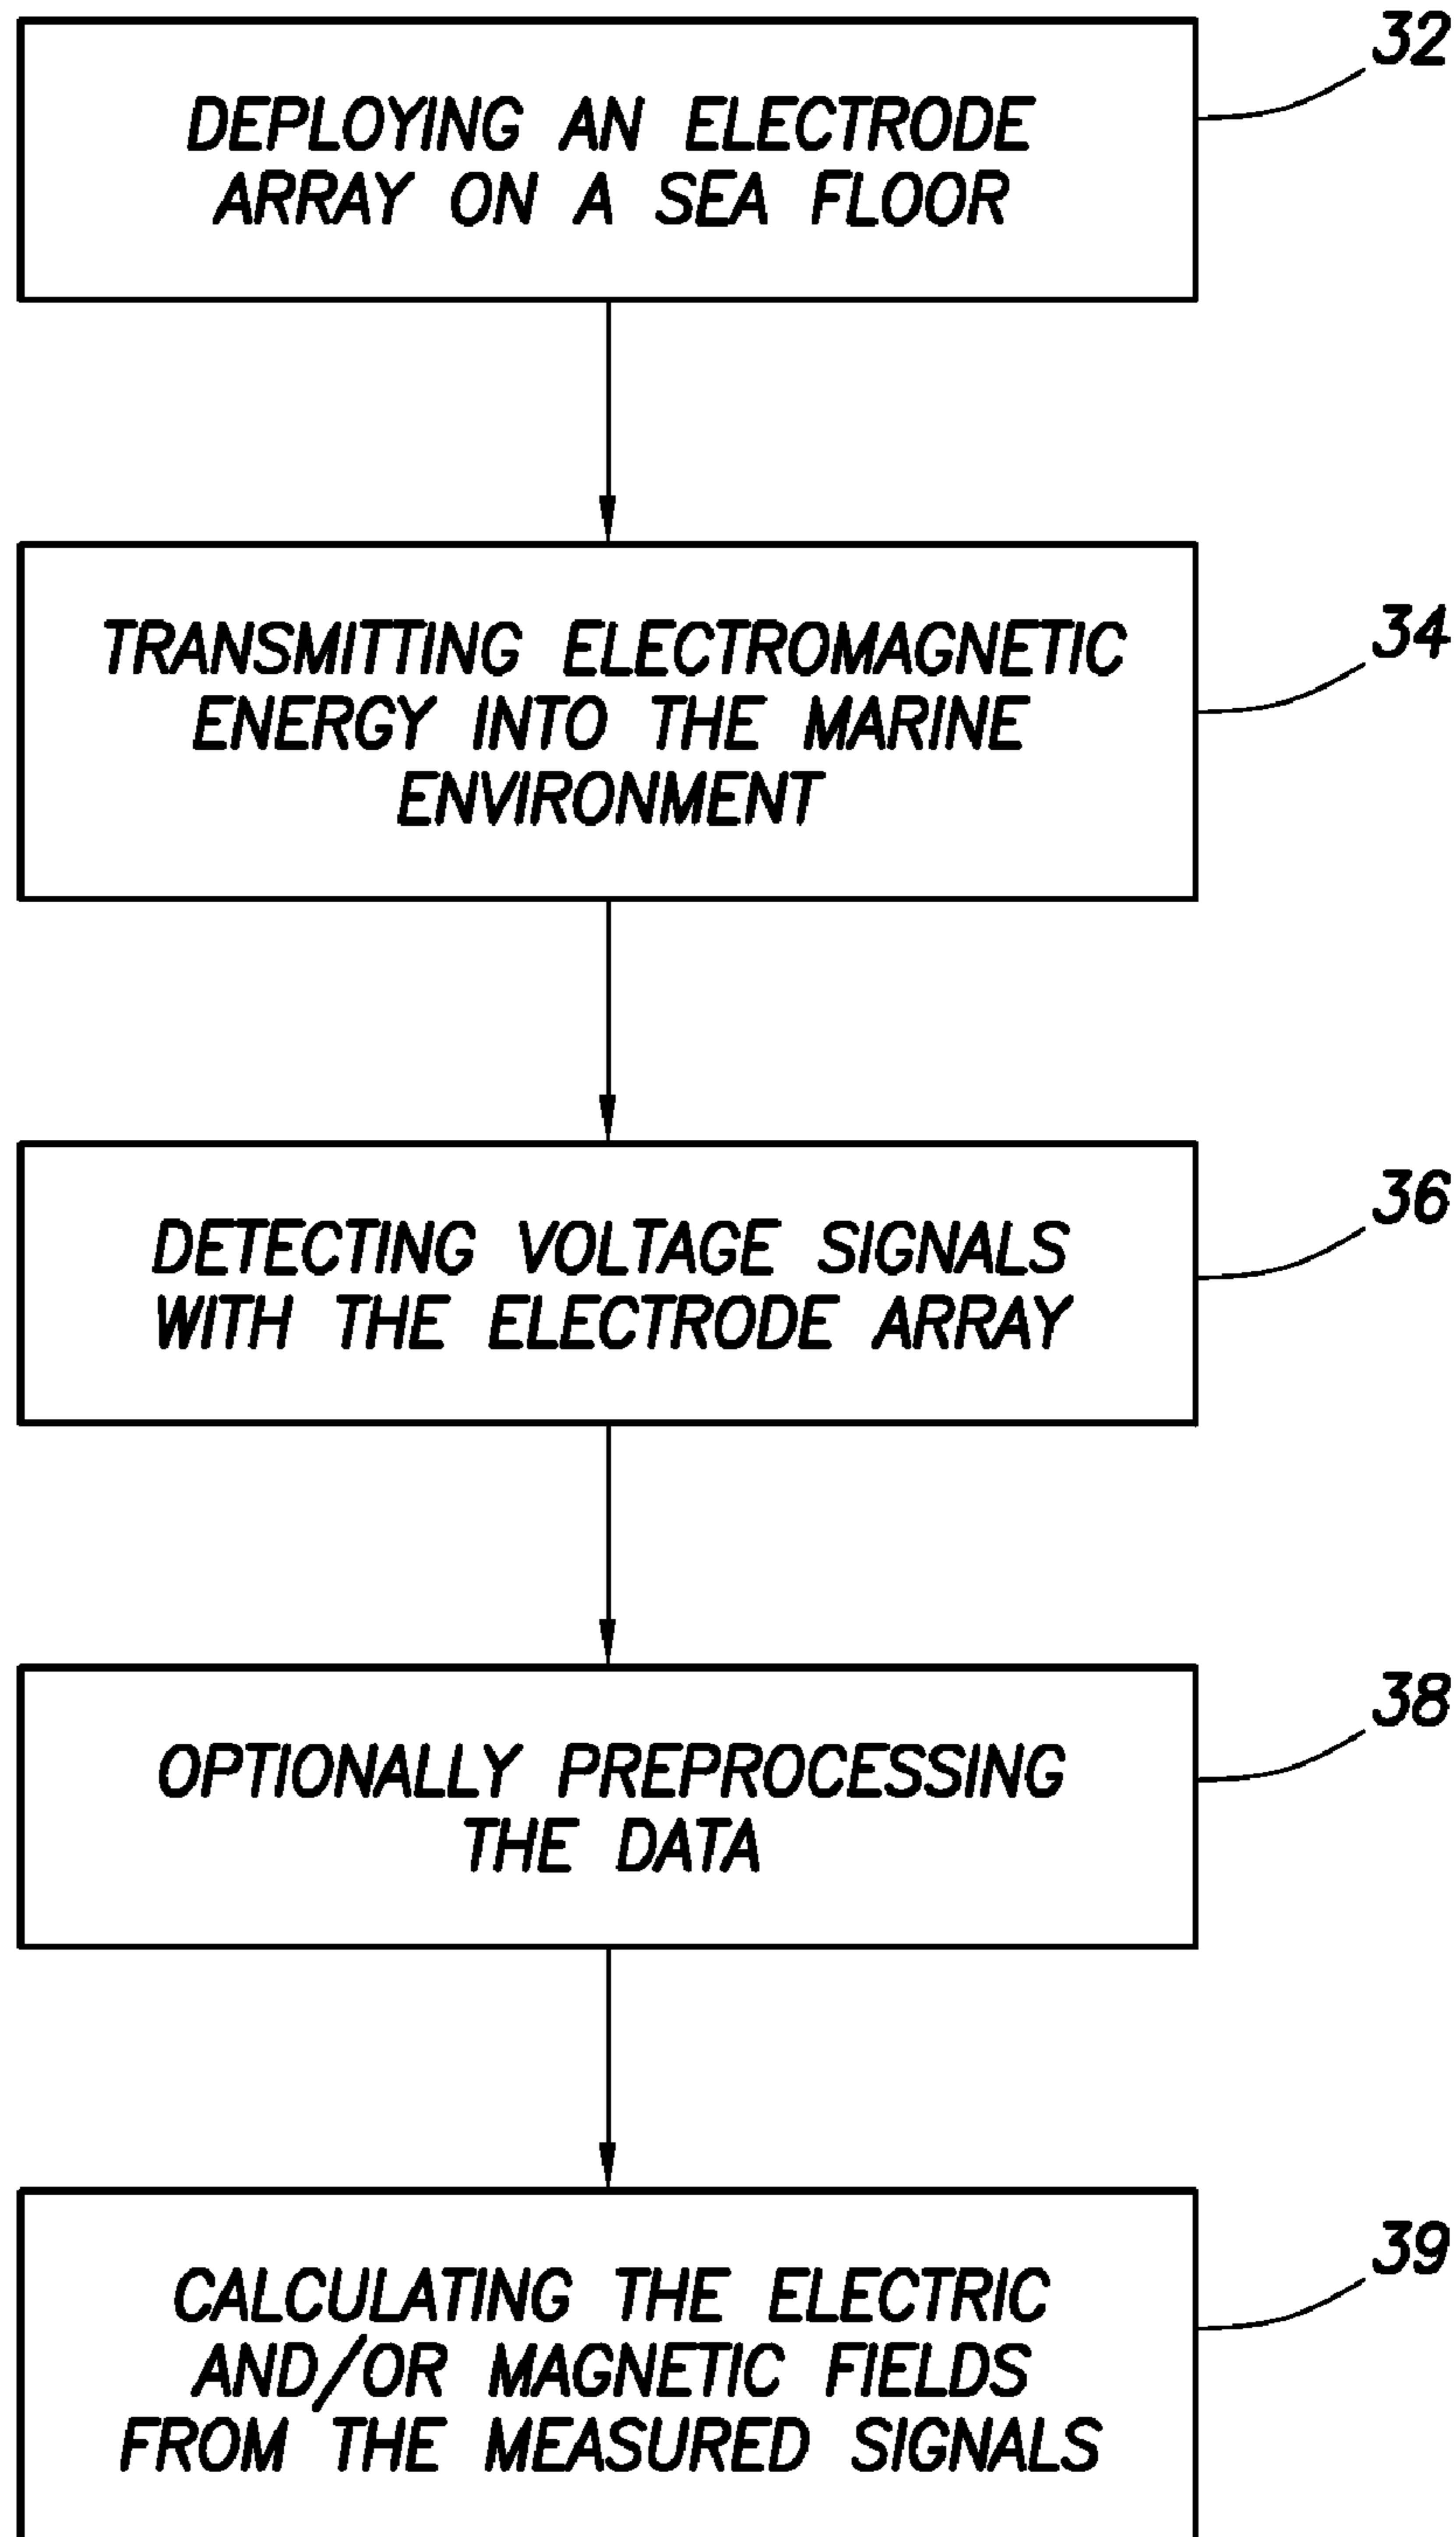 32
DEPLOYING AN ELECTRODE
ARRAY ON A SEA FLOOR
34
TRANSMITTING ELECTROMAGNETIC
ENERGY INTO THE MARINE
ENVIRONMENT
36
DETECTING VOLTAGE SIGNALS
WITH THE ELECTRODE ARRAY
38
OPTIONALLY PREPROCESSING
THE DATA
39
CALCULATING THE ELECTRIC
AND/OR MAGNETIC FIELDS
FROM THE MEASURED SIGNALS